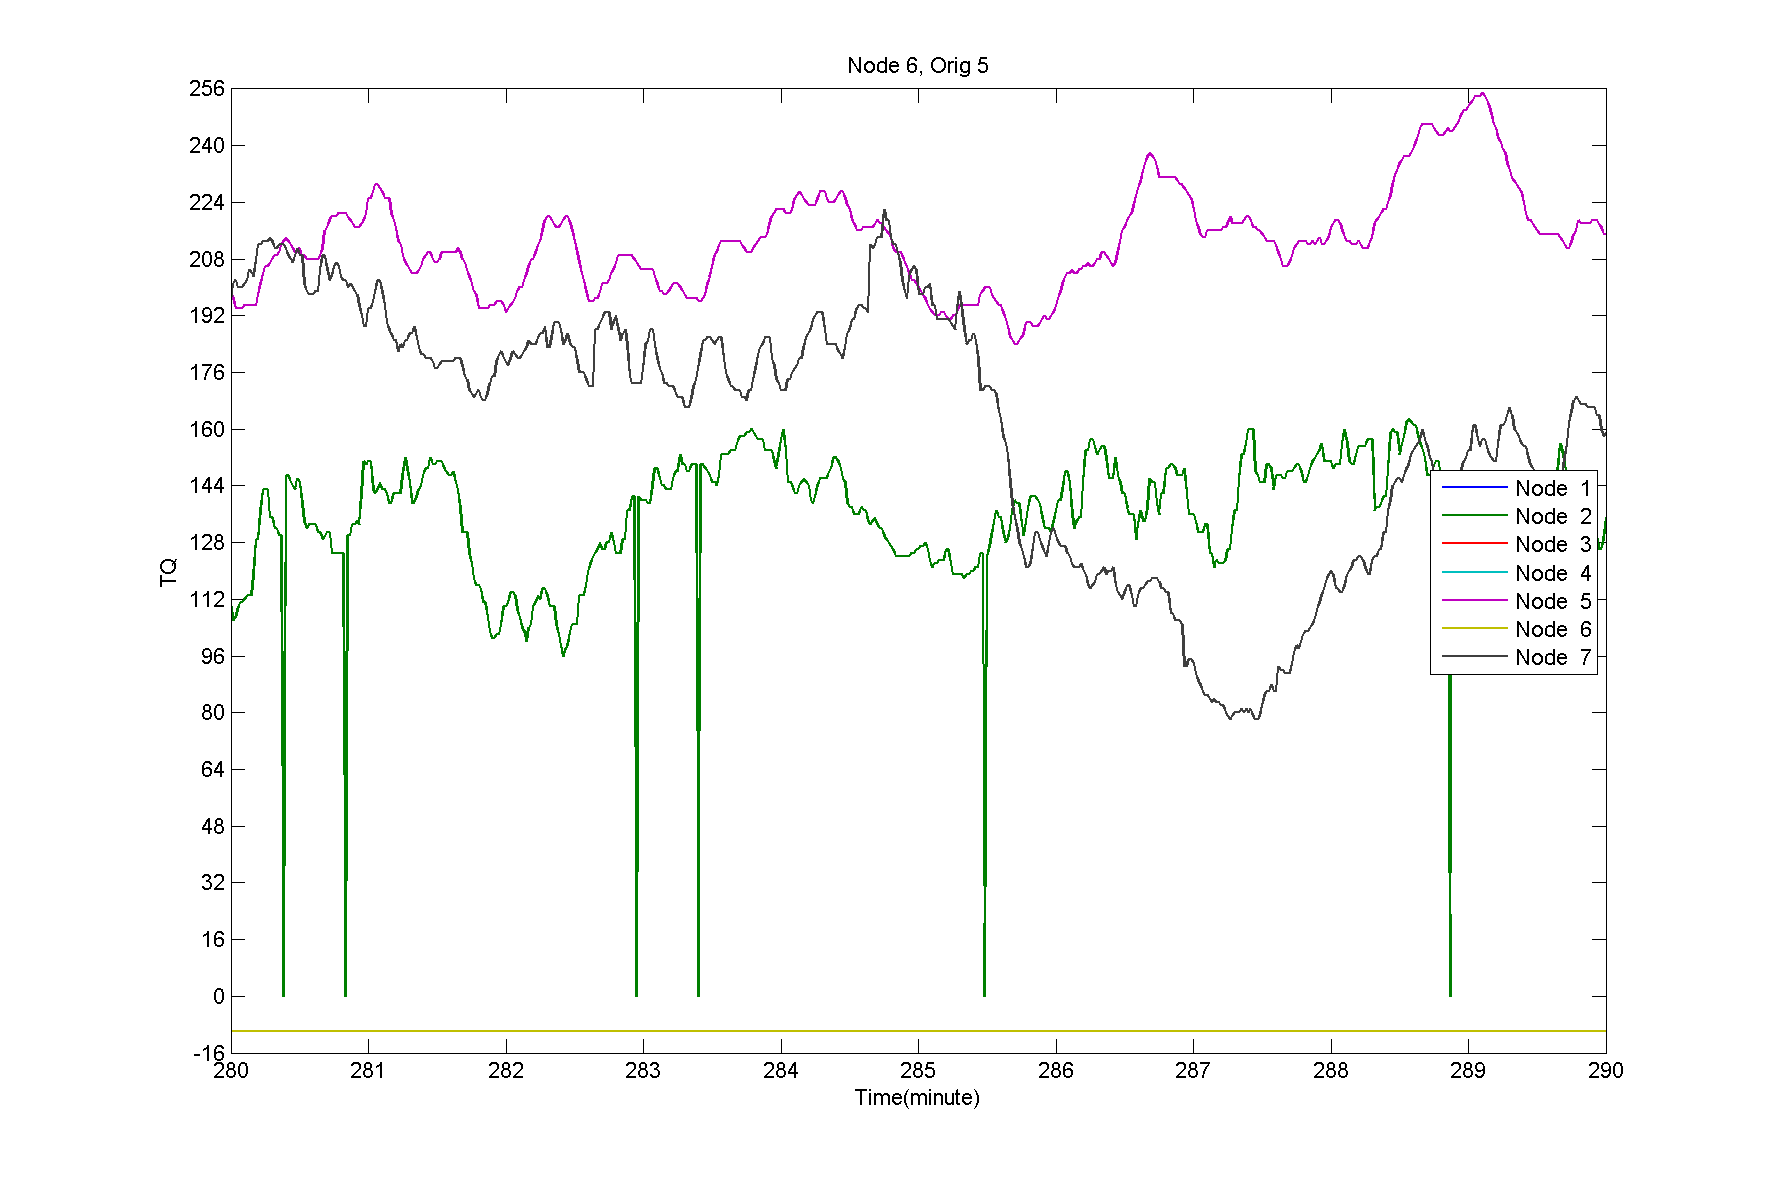 Node 6, Orig 5
256
240
224
208
192
176
160
144
128
112
96
80
64
48
32
16
0
-16
TQ
Node 1
Node 2
Node 3
Node 4
Node 5
Node 6
Node 7
280 281 282 283 284 285 286 287 288 289 290
Time(minute)